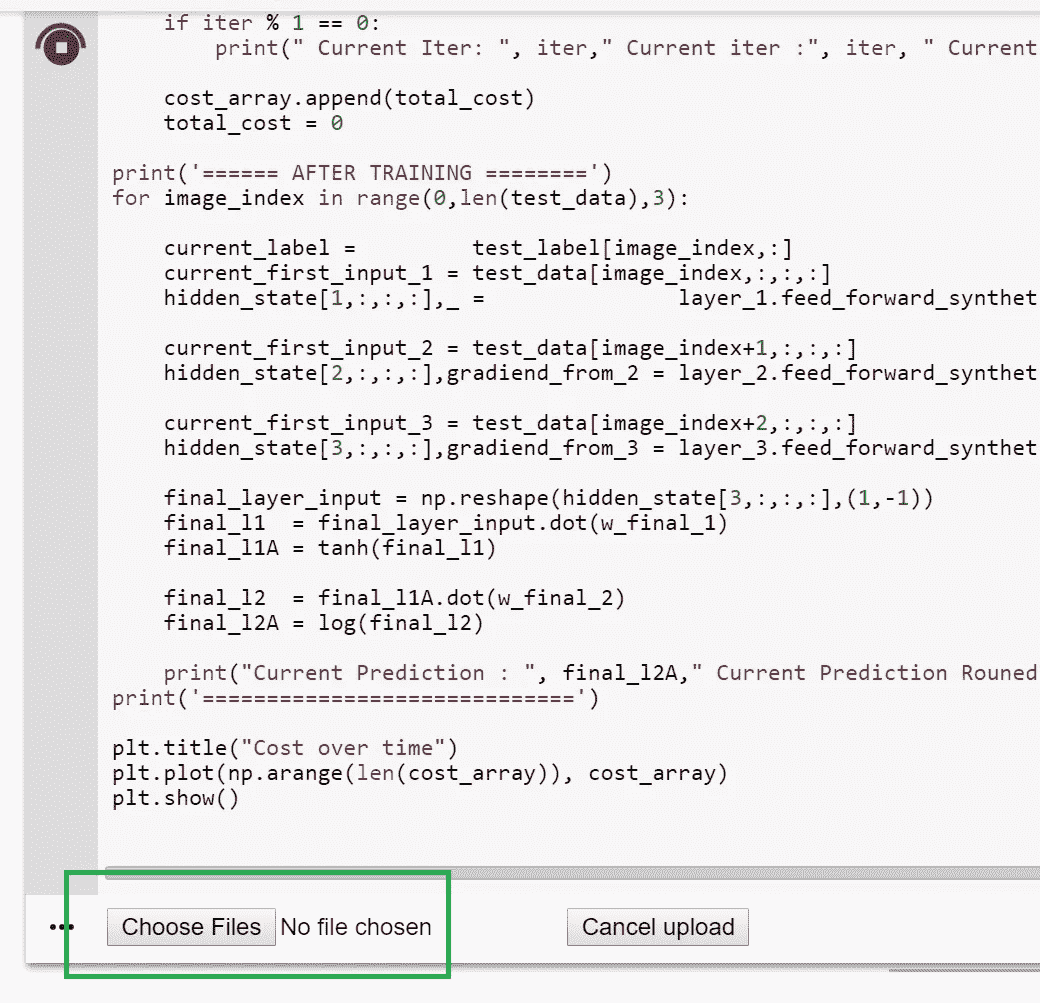 if iter % 1 == 0:
print(" Current Iter: ", iter," Current iter :", iter, " Current
cost_array.append(total_cost)
total_cost = 0
print('====== AFTER TRAINING ========')
for image_index in range(0,len(test_data),3):
current_label =         test_label[image_index,:]
current_first_input_1 = test_data[image_index,:,:,:]
hidden_state[1,:,:,:],_ =               layer_1.feed_forward_synthet
current_first_input_2 = test_data[image_index+1,:,:,:]
hidden_state[2,:,:,:],gradiend_from_2 = layer_2.feed_forward_synthet
current_first_input_3 = test_data[image_index+2,:,:,:]
hidden_state[3,:,:,:],gradiend_from_3 = layer_3.feed_forward_synthet
final_layer_input = np.reshape(hidden_state[3,:,:,:],(1,-1))
final_l1  = final_layer_input.dot(w_final_1)
final_l1A = tanh(final_l1)
final_l2  = final_l1A.dot(w_final_2)
final_l2A = log(final_l2)
print("Current Prediction : ", final_l2A," Current Prediction Rouned
print('=============================')
plt.title("Cost over time")
plt.plot(np.arange(len(cost_array)), cost_array)
plt.show()
Choose Files No file chosen Cancel upload